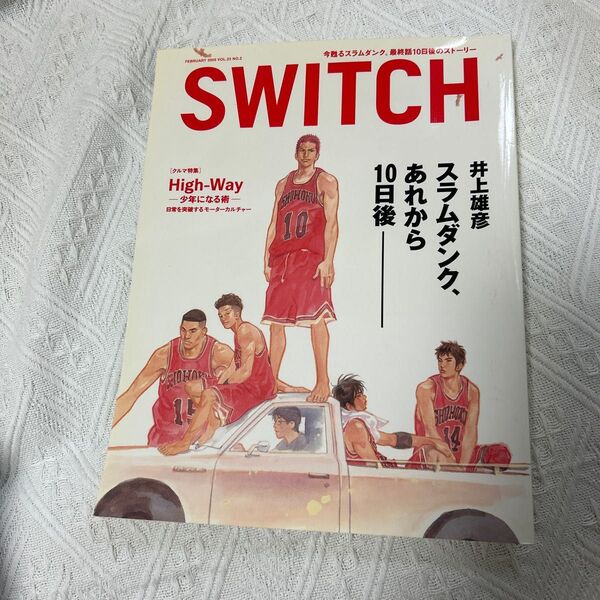 今甦るスラムダンク、最終話10日後のストーリー
FEBRUARY 2005 VOL.23 NO.2
SWITCH
[クルマ特集]
High-Way
─ 少年になる術 ─
日常を突破するモーターカルチャー
井上雄彦
スラムダンク、
あれから
10日後──
SHOHOKU
10
SHOHOKU
15
SHOHOKU
14